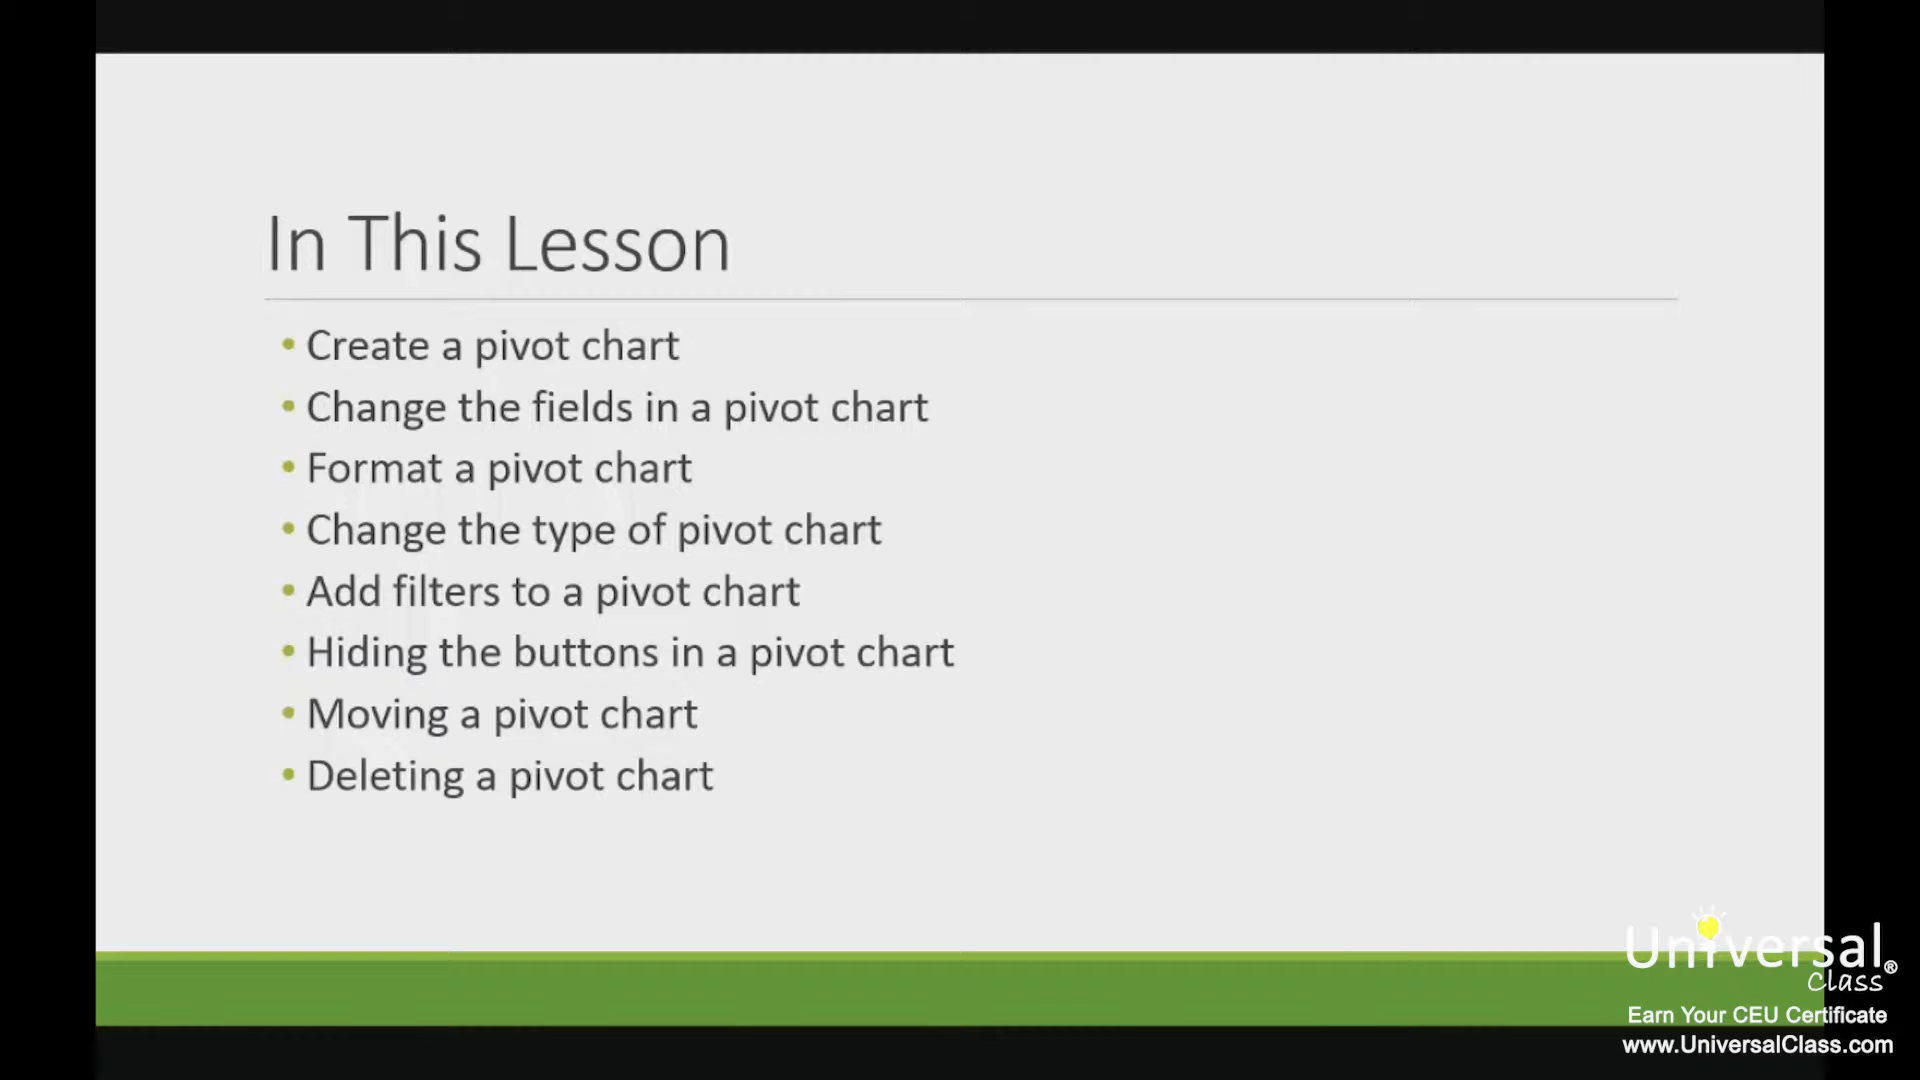 In This Lesson
• Create a pivot chart
• Change the fields in a pivot chart
• Format a pivot chart
• Change the type of pivot chart
• Add filters to a pivot chart
• Hiding the buttons in a pivot chart
• Moving a pivot chart
• Deleting a pivot chart
Universal®
Class
Earn Your CEU Certificate
www.UniversalClass.com